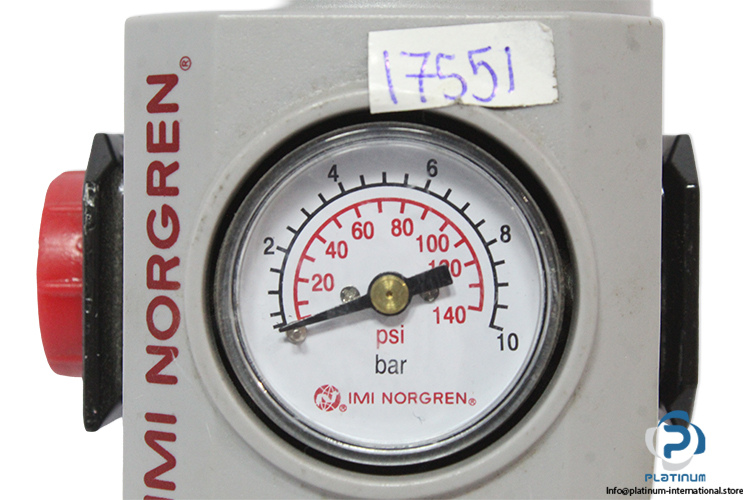 IMI NORGREN®
17551
2 4 6 8 10
20 40 60 80 100 120 140
psi
bar
IMI NORGREN®
PLATINUM
Info@platinum-international.store